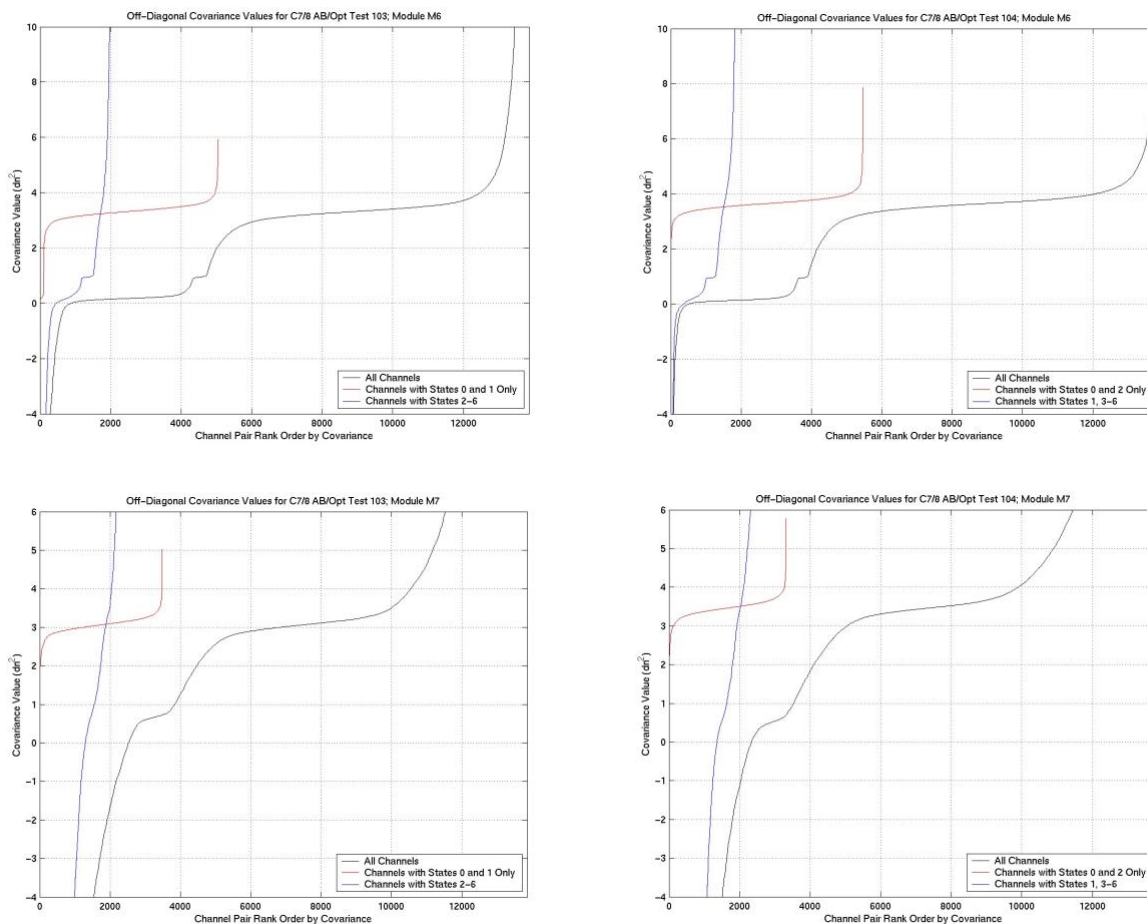 Off-Diagonal Covariance Values for C7/8 AB/Opt Test 103; Module M6
10
8
6
4
2
0
-2
-4
Covariance Value (dn²)
All Channels
Channels with States 0 and 1 Only
Channels with States 2-6
0 2000 4000 6000 8000 10000 12000
Channel Pair Rank Order by Covariance
Off-Diagonal Covariance Values for C7/8 AB/Opt Test 104; Module M6
10
8
6
4
2
0
-2
-4
Covariance Value (dn²)
All Channels
Channels with States 0 and 2 Only
Channels with States 1, 3-6
0 2000 4000 6000 8000 10000 12000
Channel Pair Rank Order by Covariance
Off-Diagonal Covariance Values for C7/8 AB/Opt Test 103; Module M7
6
5
4
3
2
1
0
-1
-2
-3
-4
Covariance Value (dn²)
All Channels
Channels with States 0 and 1 Only
Channels with States 2-6
0 2000 4000 6000 8000 10000 12000
Channel Pair Rank Order by Covariance
Off-Diagonal Covariance Values for C7/8 AB/Opt Test 104; Module M7
6
5
4
3
2
1
0
-1
-2
-3
-4
Covariance Value (dn²)
All Channels
Channels with States 0 and 2 Only
Channels with States 1, 3-6
0 2000 4000 6000 8000 10000 12000
Channel Pair Rank Order by Covariance